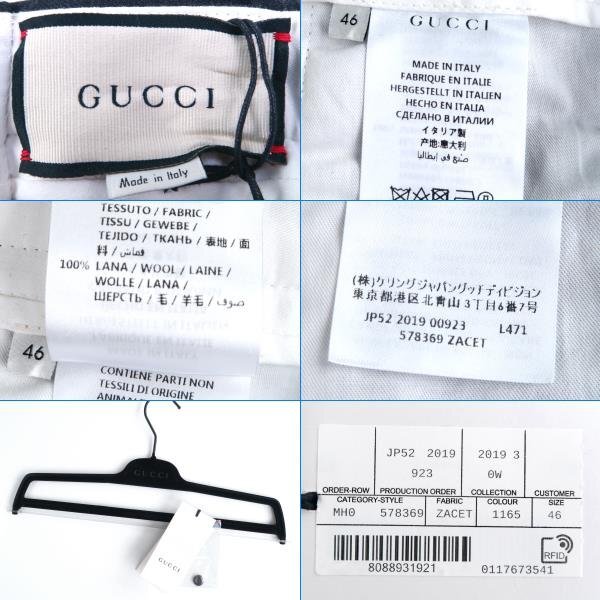 GUCCI
Made in Italy
46
GUCCI
MADE IN ITALY
FABRIQUE EN ITALIE
HERGESTELLT IN ITALIEN
HECHO EN ITALIA
СДЕЛАНО В ИТАЛИИ
イタリア製
产地:意大利
صنع في إيطاليا
TESSUTO / FABRIC /
TISSU / GEWEBE /
TEJIDO / ТКАНЬ / 表地 / 面
料 / قماش /
100% LANA / WOOL / LAINE /
WOLLE / LANA /
ШЕРСТЬ / 毛 / 羊毛 / صوف /
46
CONTIENE PARTI NON
TESSILI DI ORIGINE
(株)ケリングジャパングッチディビジョン
東京都港区北青山3丁目6番7号
JP52 2019 00923 L471
578369 ZACET
GUCCI
GUCCI
JP52 2019 2019 3
923 0W
ORDER-ROW PRODUCTION ORDER COLLECTION CUSTOMER
CATEGORY-STYLE FABRIC COLOUR SIZE
MH0 578369 ZACET 1165 46
RFID
8088931921 0117673541